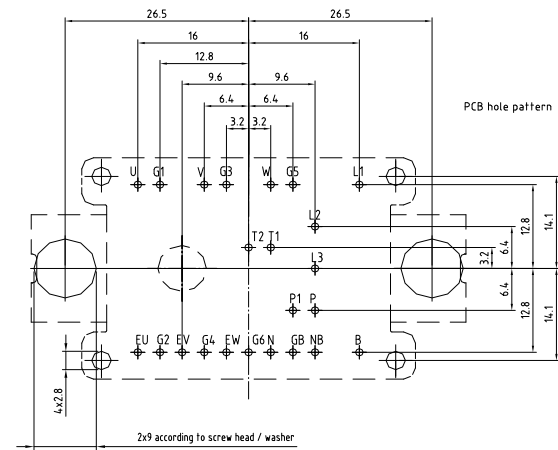 26.5 26.5
16 16
12.8
9.6 9.6
6.4 6.4
3.2 3.2
PCB hole pattern
U G1 V G3 W G5 L1
L2
T2 T1
L3
P1 P
EU G2 EV G4 EW G6 N GB NB B
3.2
6.4
12.8
14.1
6.4
12.8
14.1
4x2.8
2x9 according to screw head / washer